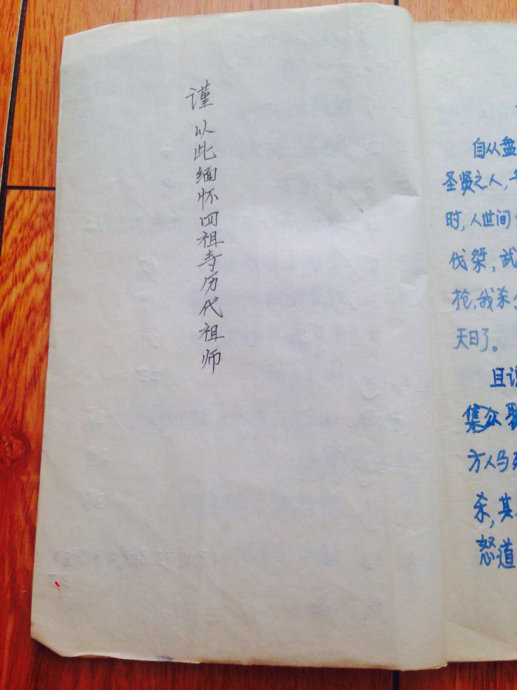 谨以此缅怀四祖寺历代祖师
自从盘
圣贤之人,
时,人世间
伐桀,武
抢,我杀
天日了。
且说
集众
方人马
杀,其
怒道